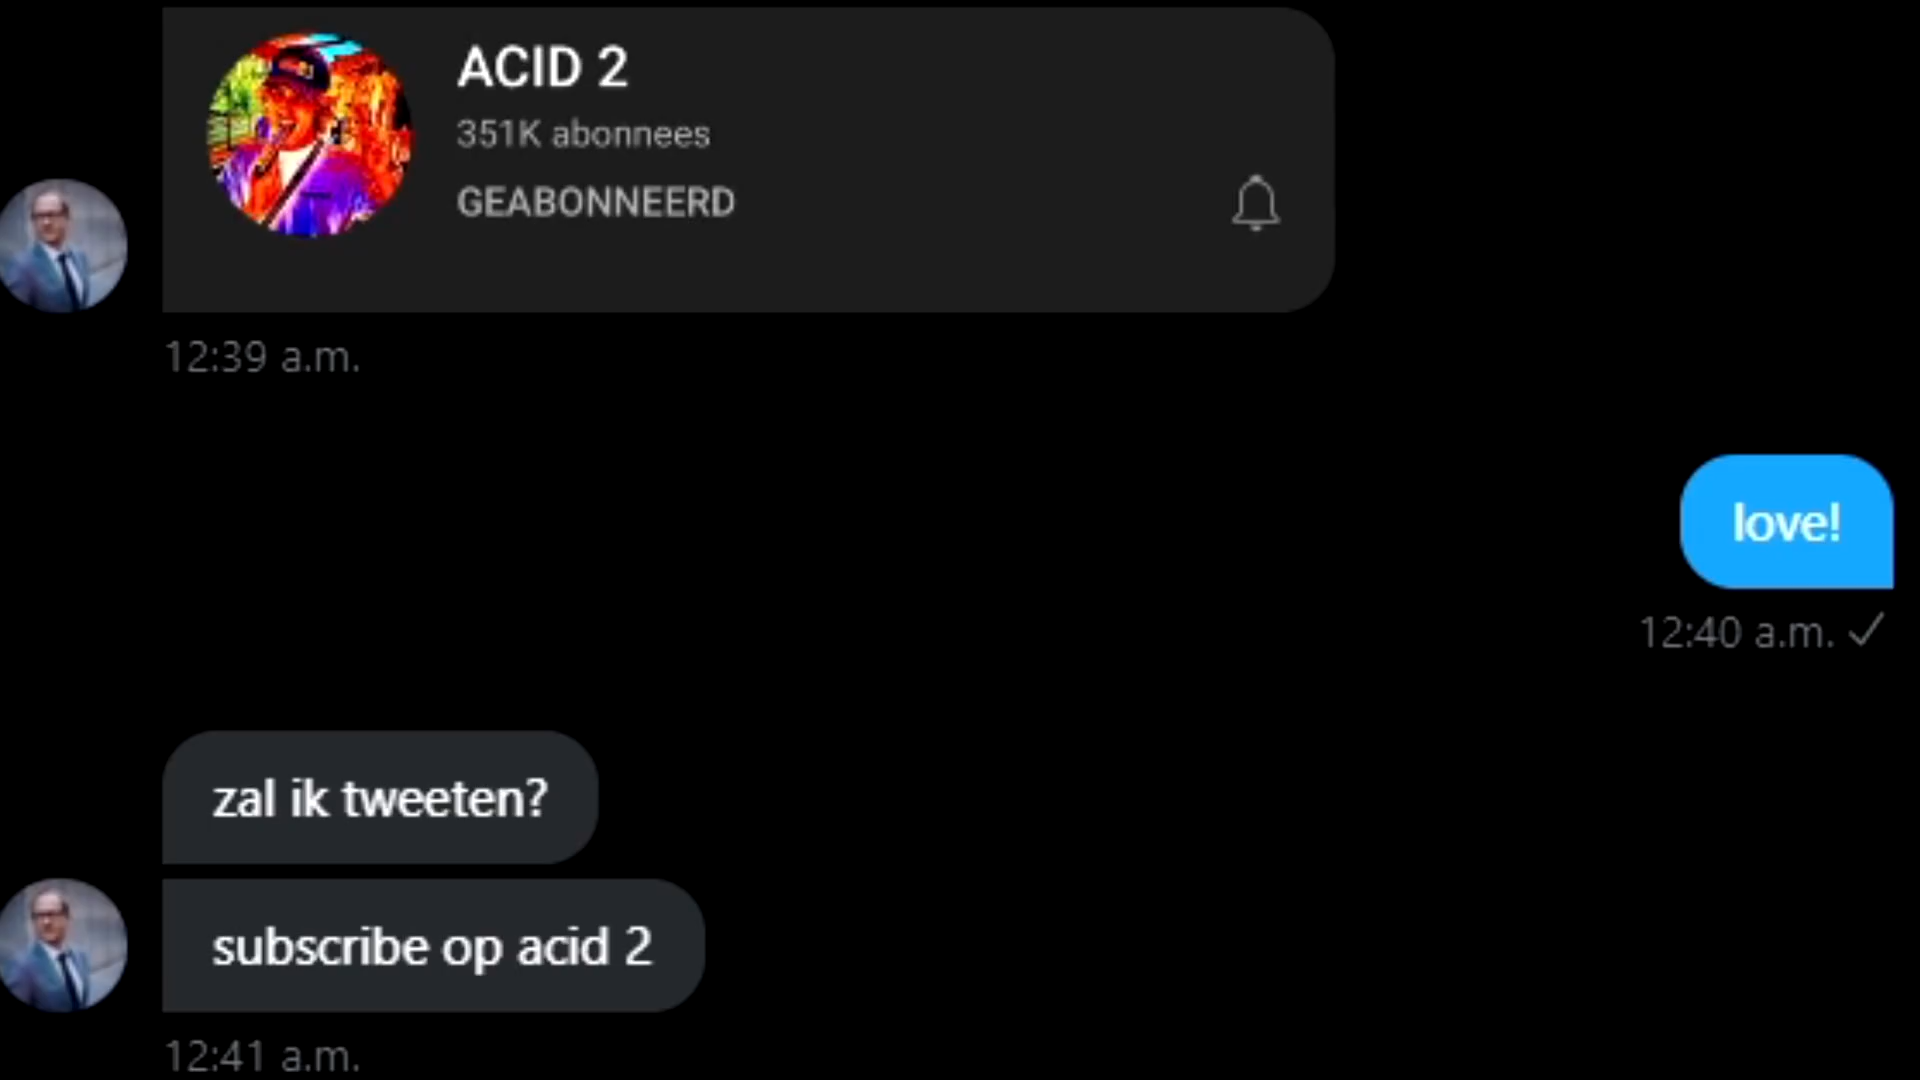 ACID 2
351K abonnees
GEABONNEERD
12:39 a.m.
love!
12:40 a.m.
zal ik tweeten?
subscribe op acid 2
12:41 a.m.